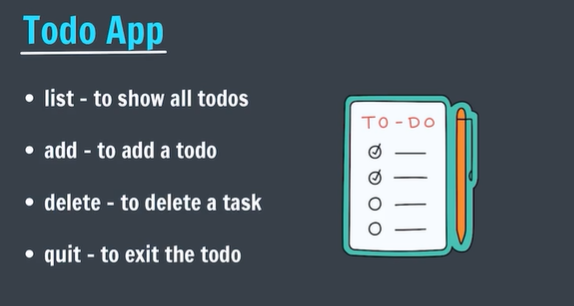 Todo App
• list - to show all todos
• add - to add a todo
• delete - to delete a task
• quit - to exit the todo
TO-DO